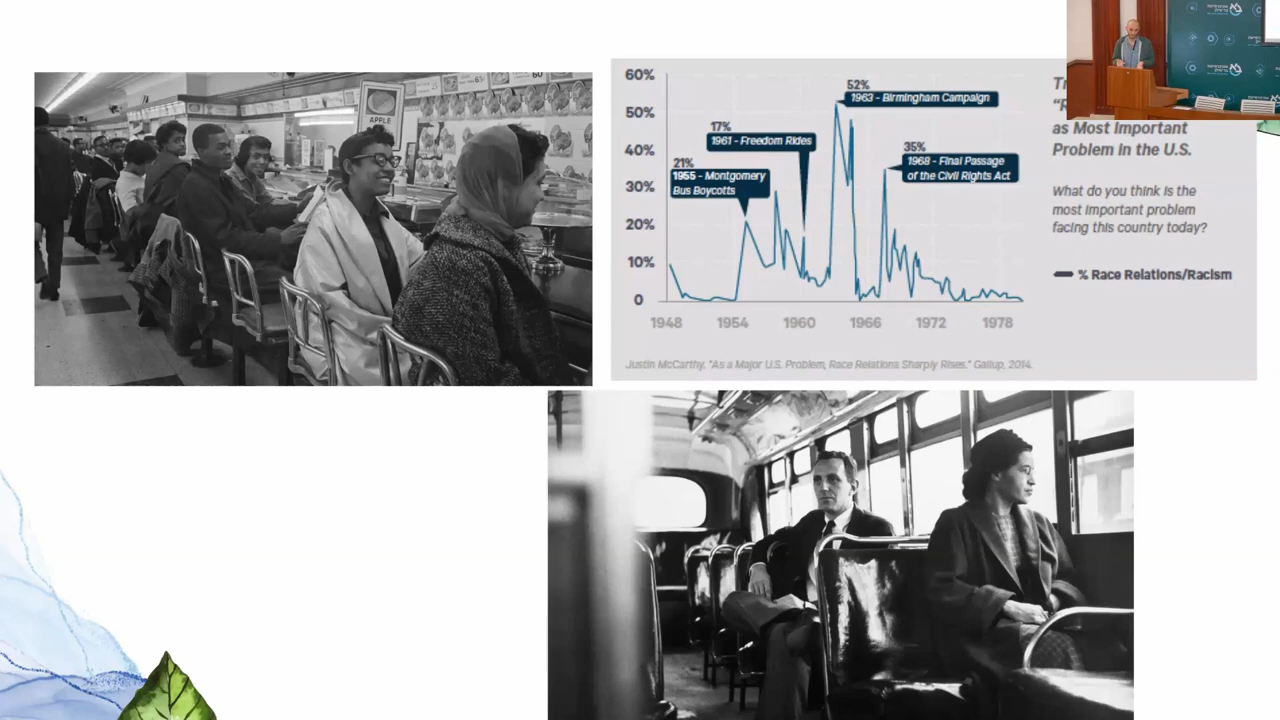 60
APPLE
60%
50%
40%
30%
20%
10%
0
1948
1954
1960
1966
1972
1978
21%
1955 - Montgomery
Bus Boycotts
17%
1961 - Freedom Rides
52%
1963 - Birmingham Campaign
35%
1968 - Final Passage
of the Civil Rights Act
as Most Important
Problem in the U.S.
What do you think is the
most important problem
facing this country today?
% Race Relations/Racism
Justin McCarthy. "As a Major U.S. Problem, Race Relations Sharply Rises." Gallup, 2014.